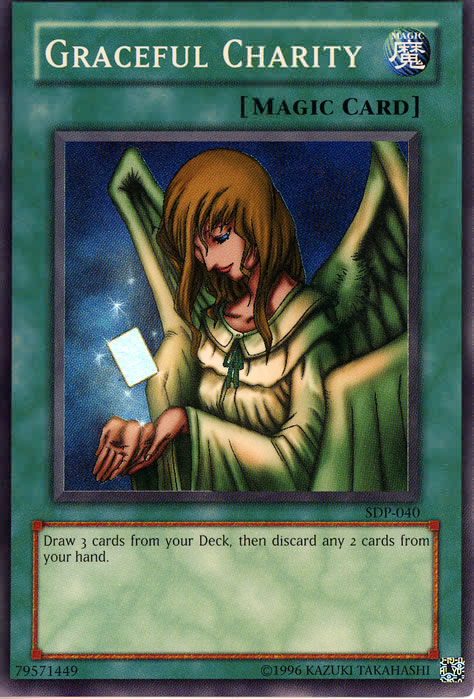 GRACEFUL CHARITY
MAGIC
魔
[MAGIC CARD]
SDP-040
Draw 3 cards from your Deck, then discard any 2 cards from
your hand.
79571449
©1996 KAZUKI TAKAHASHI